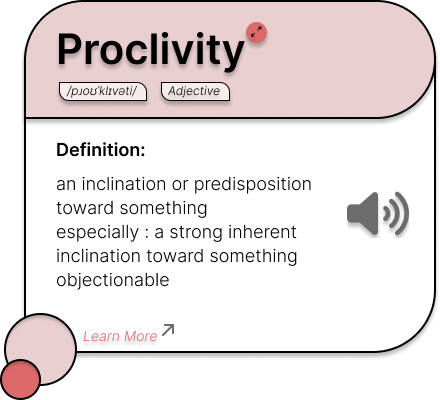 Proclivity
/pɹoʊˈklɪvəti/
Adjective
Definition:
an inclination or predisposition
toward something
especially : a strong inherent
inclination toward something
objectionable
Learn More